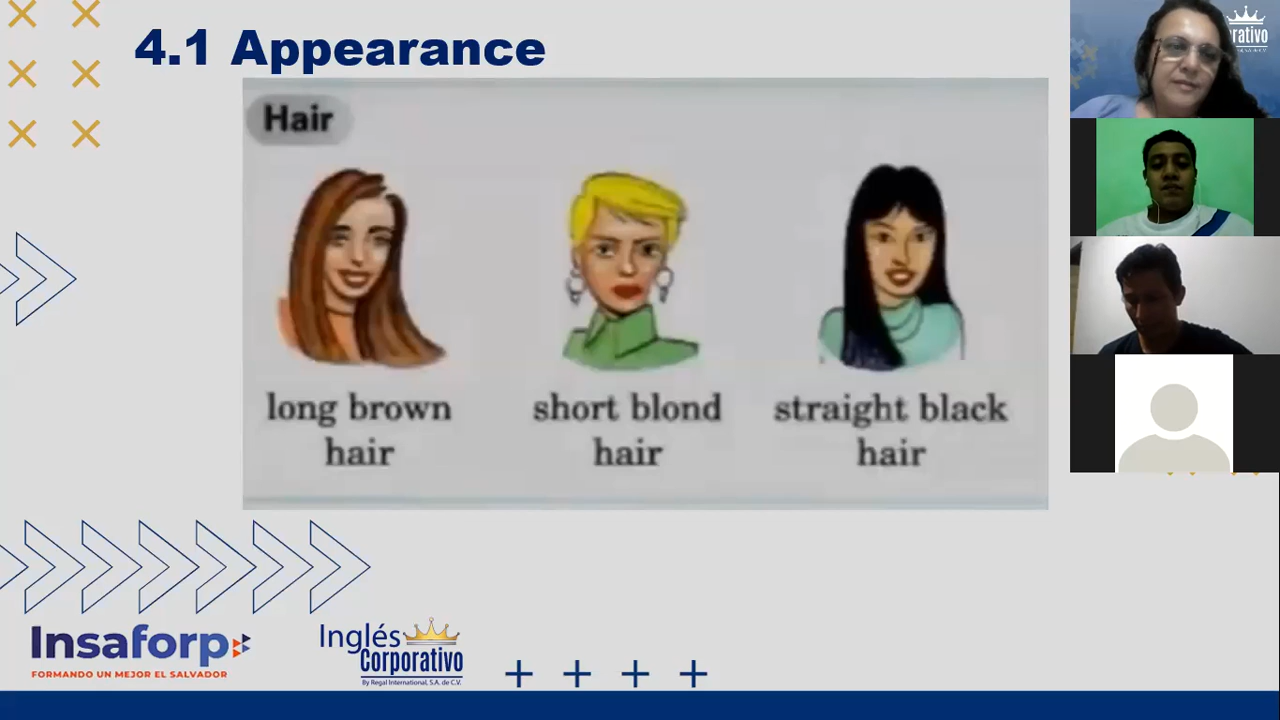 4.1 Appearance
Hair
long brown
hair
short blond
hair
straight black
hair
Insaforp
FORMANDO UN MEJOR EL SALVADOR
Inglés
Corporativo
By Regal International, S.A. de C.V.
rativo